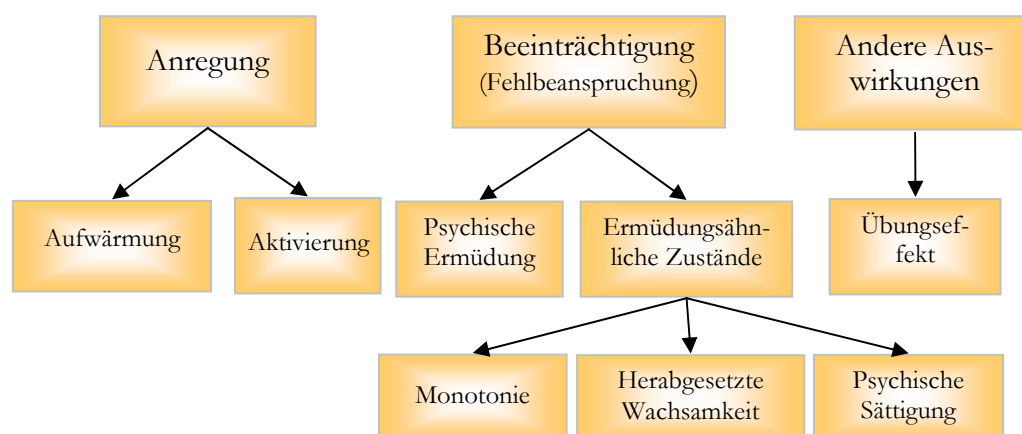 Anregung
Beeinträchtigung
(Fehlbeanspruchung)
Andere Aus-
wirkungen
Aufwärmung
Aktivierung
Psychische
Ermüdung
Ermüdungsähn-
liche Zustände
Übungsef-
fekt
Monotonie
Herabgesetzte
Wachsamkeit
Psychische
Sättigung